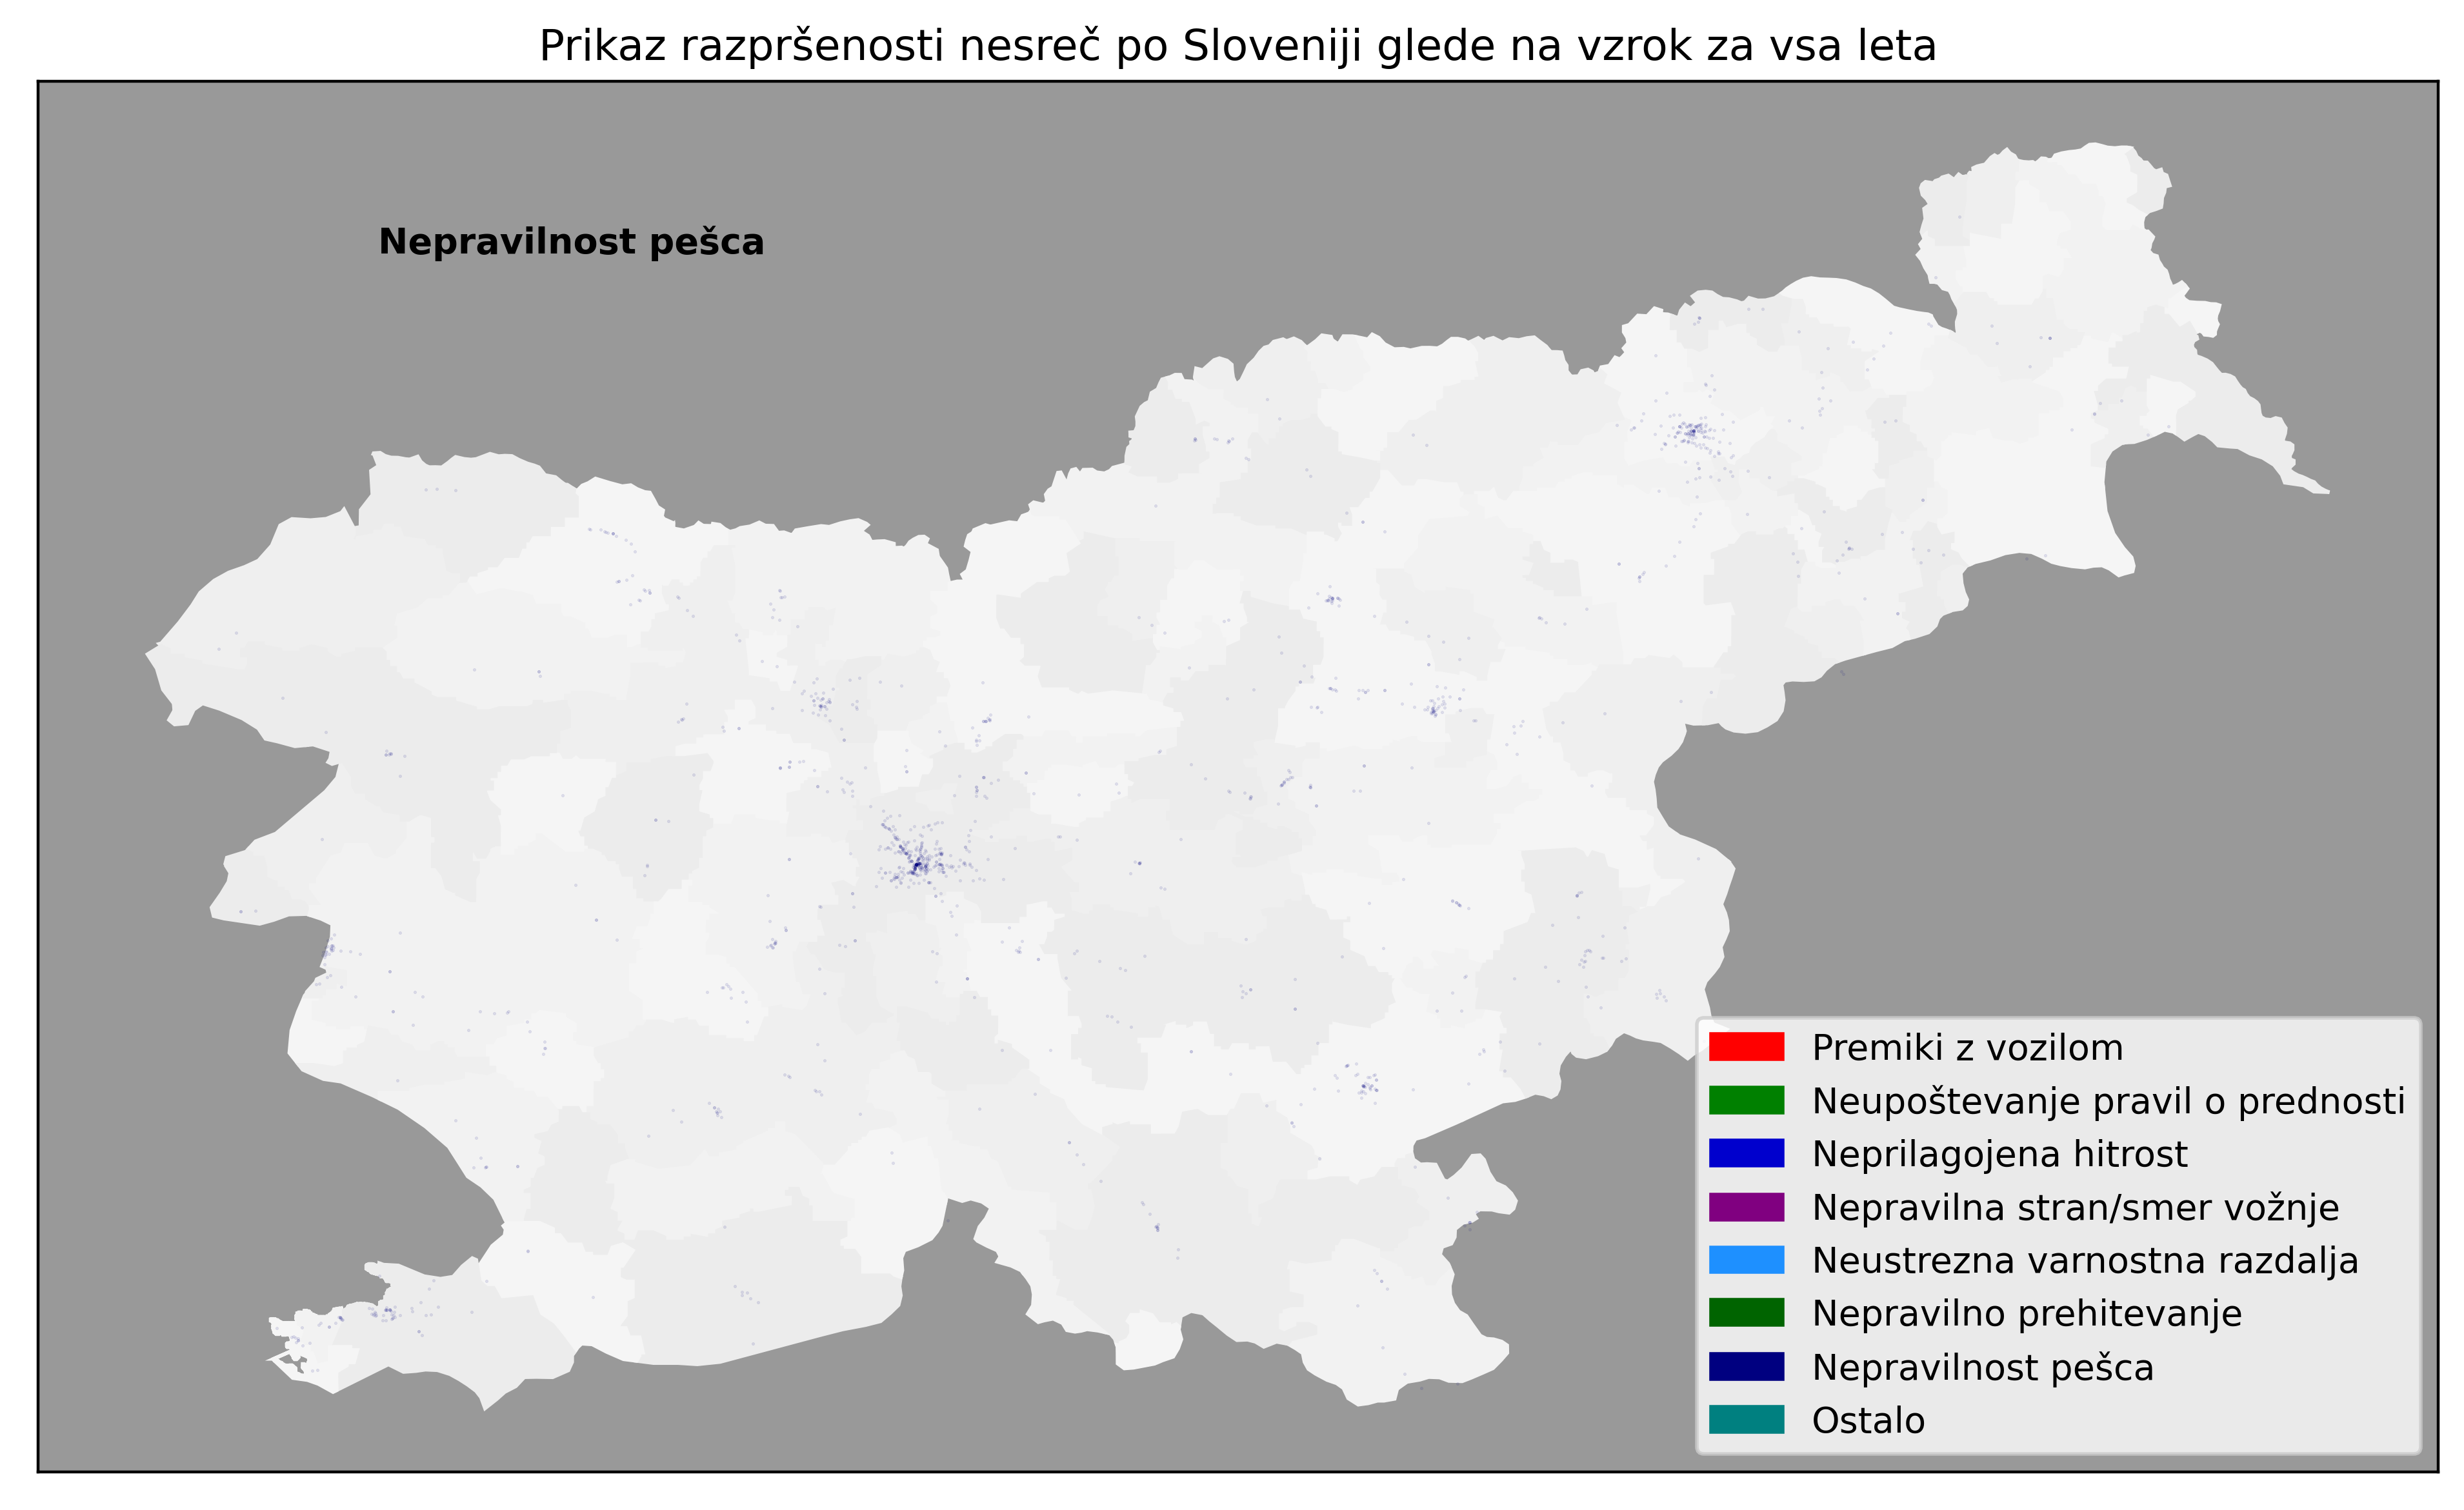 Prikaz razpršenosti nesreč po Sloveniji glede na vzrok za vsa leta
Nepravilnost pešca
Premiki z vozilom
Neupoštevanje pravil o prednosti
Neprilagojena hitrost
Nepravilna stran/smer vožnje
Neustrezna varnostna razdalja
Nepravilno prehitevanje
Nepravilnost pešca
Ostalo